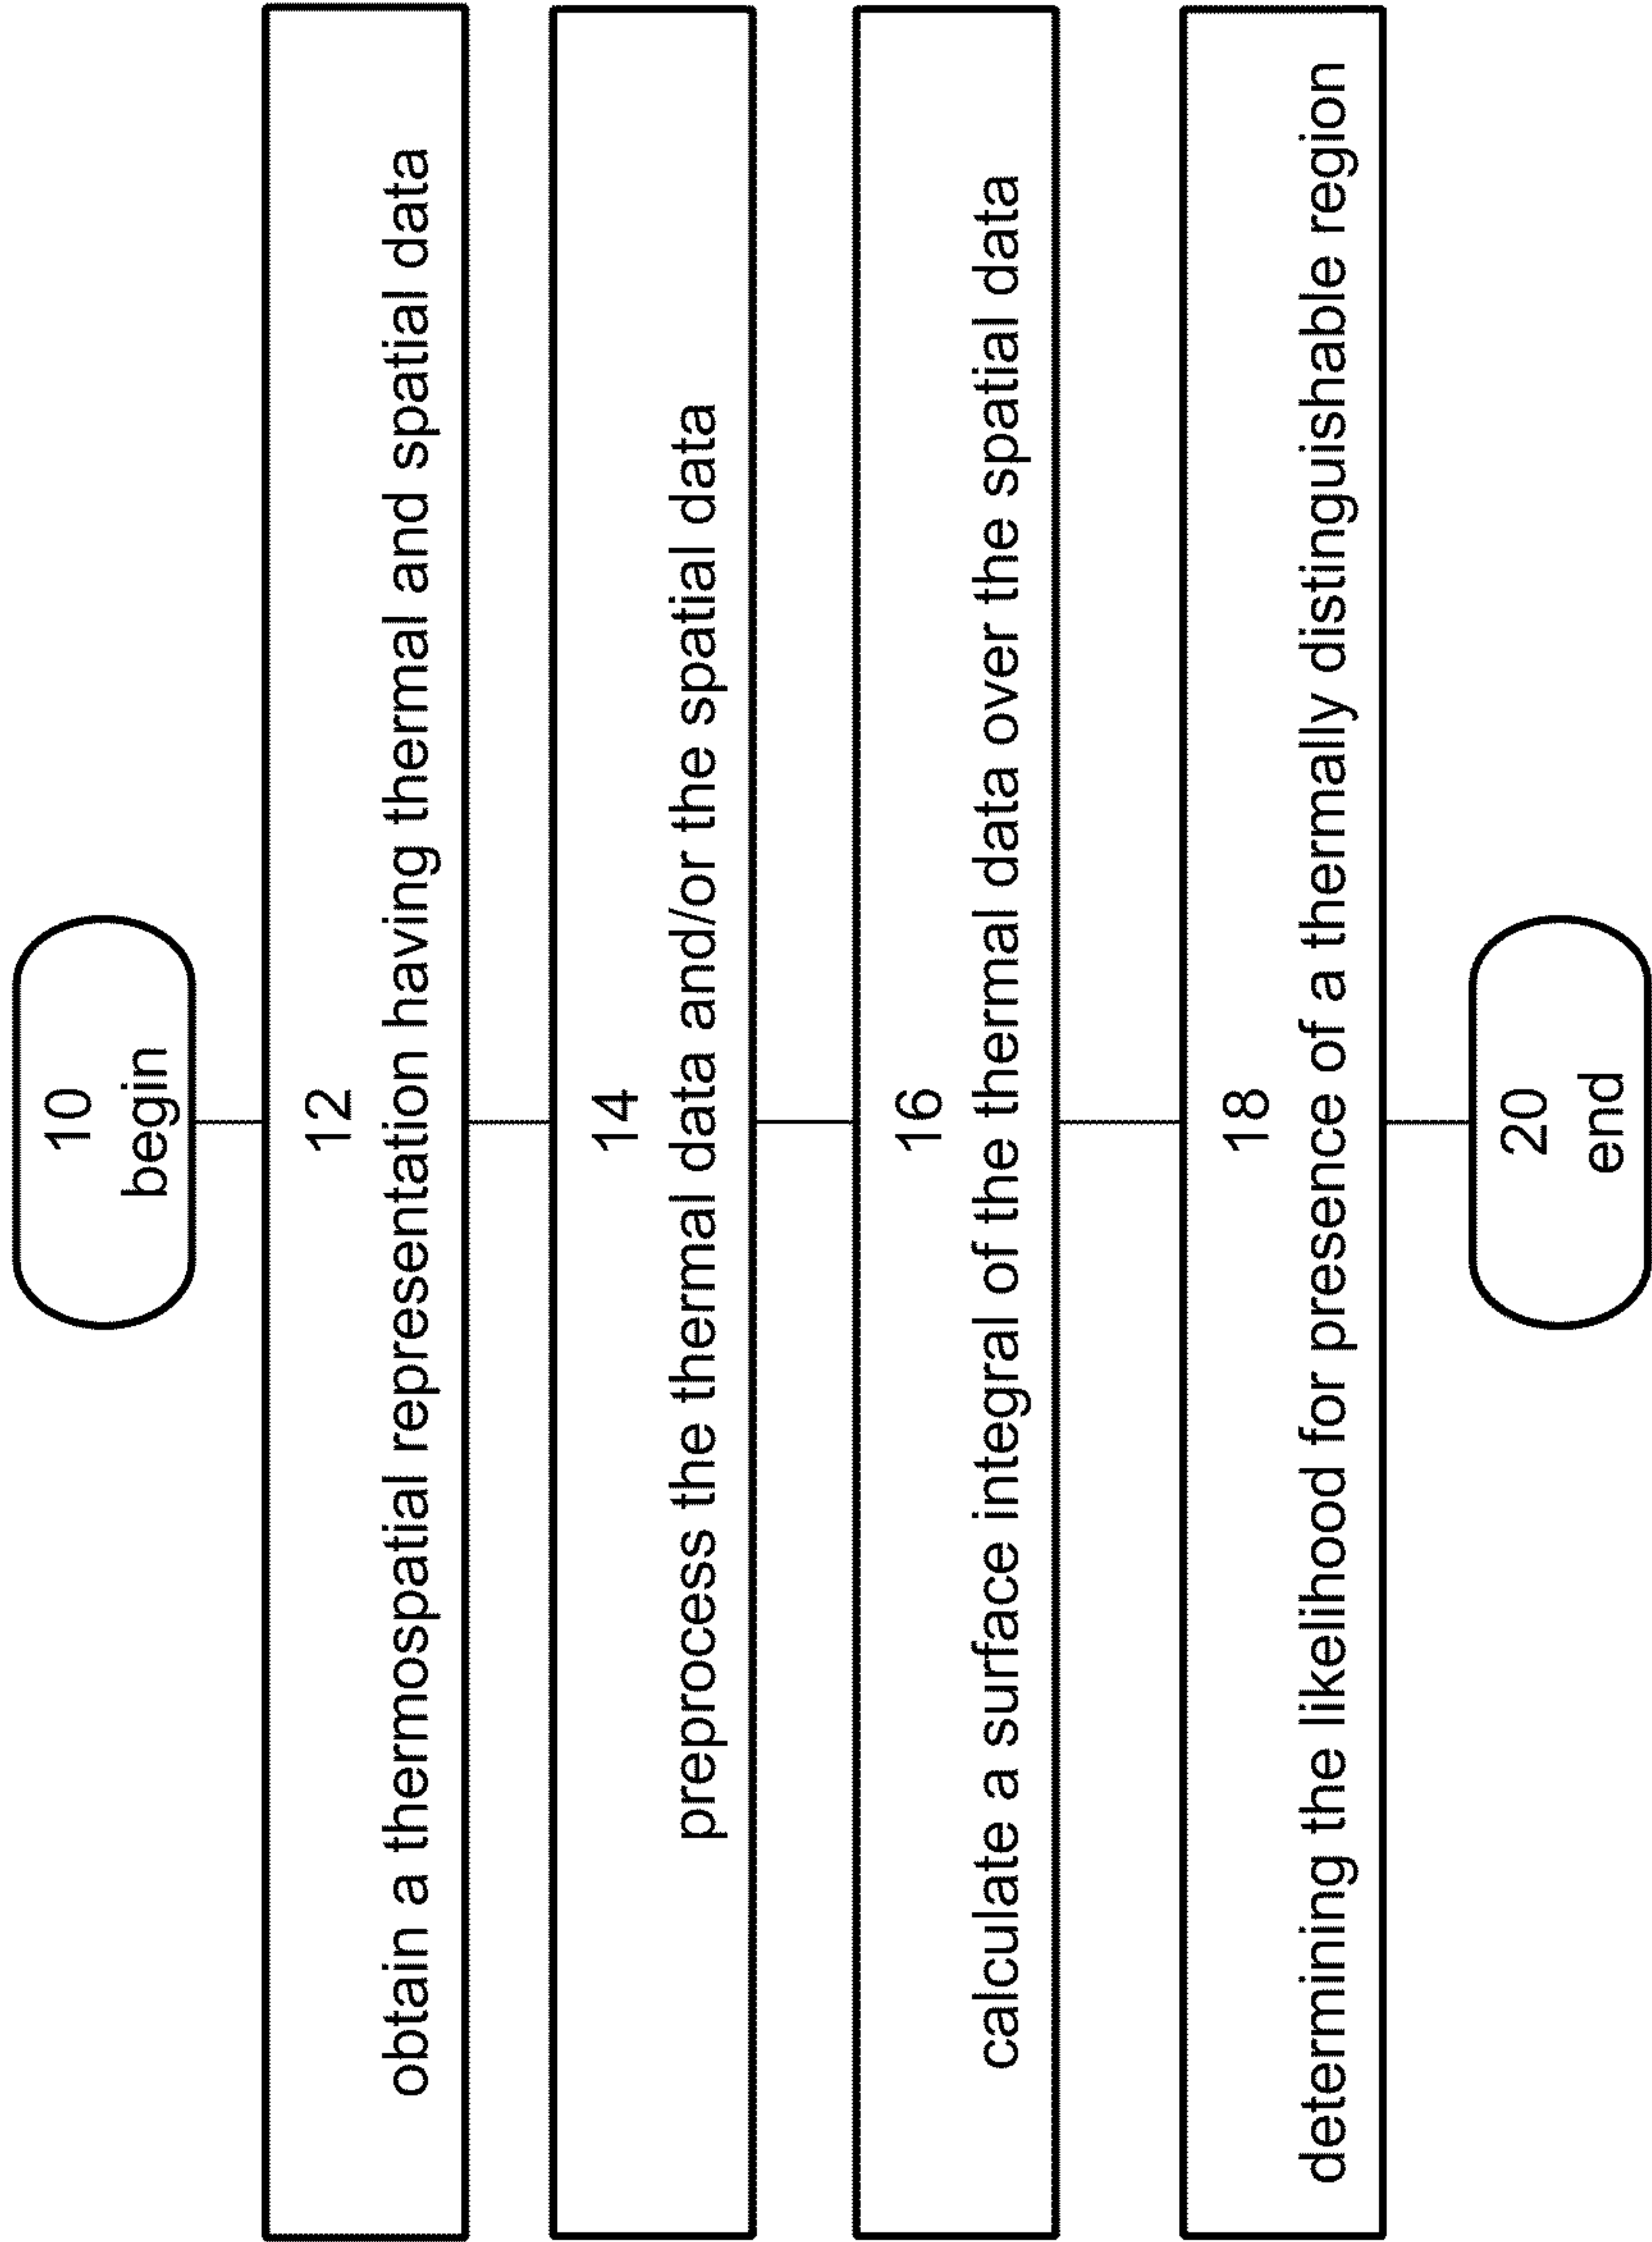 10
begin
12
obtain a thermospatial representation having thermal and spatial data
14
preprocess the thermal data and/or the spatial data
16
calculate a surface integral of the thermal data over the spatial data
18
determining the likelihood for presence of a thermally distinguishable region
20
end